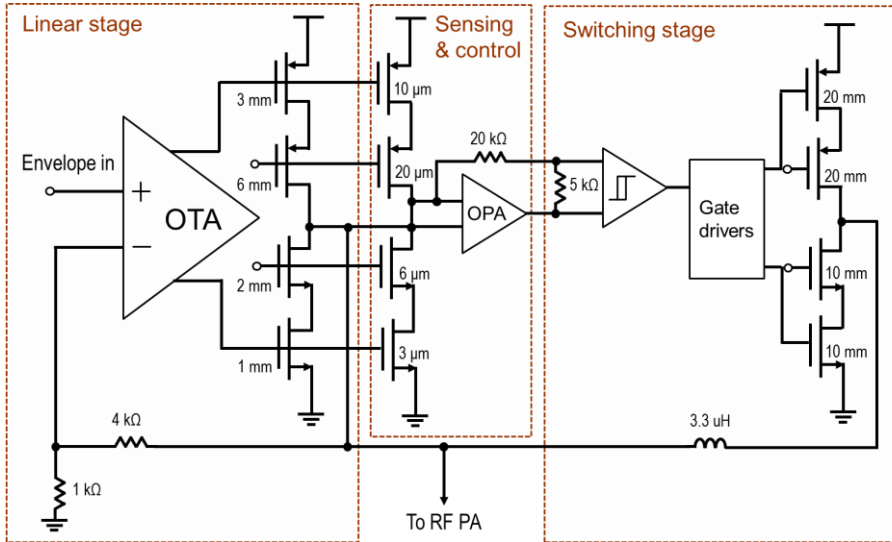 Linear stage
Sensing
& control
Switching stage
3 mm
10 µm
20 mm
Envelope in
+
OTA
−
6 mm
20 µm
20 kΩ
5 kΩ
OPA
Gate
drivers
20 mm
2 mm
6 µm
10 mm
1 mm
3 µm
10 mm
4 kΩ
3.3 uH
1 kΩ
To RF PA